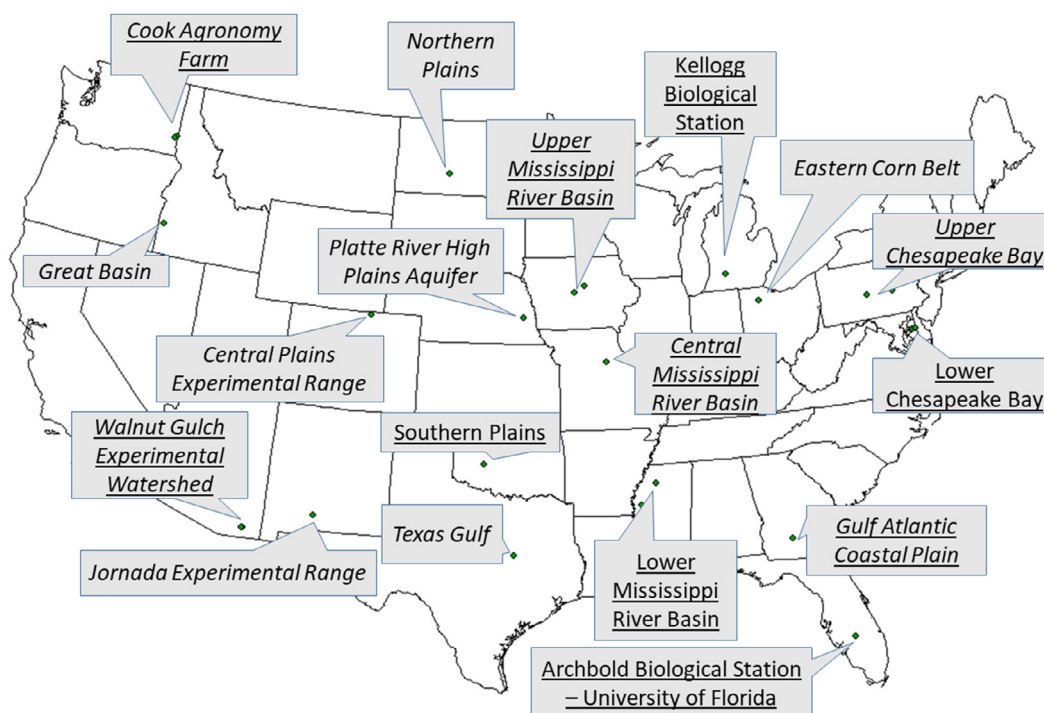 Cook Agronomy
Farm
Northern
Plains
Kellogg
Biological
Station
Upper
Mississippi
River Basin
Eastern Corn Belt
Upper
Chesapeake Bay
Great Basin
Platte River High
Plains Aquifer
Central Plains
Experimental Range
Central
Mississippi
River Basin
Lower
Chesapeake Bay
Walnut Gulch
Experimental
Watershed
Southern Plains
Jornada Experimental Range
Texas Gulf
Lower
Mississippi
River Basin
Gulf Atlantic
Coastal Plain
Archbold Biological Station
– University of Florida